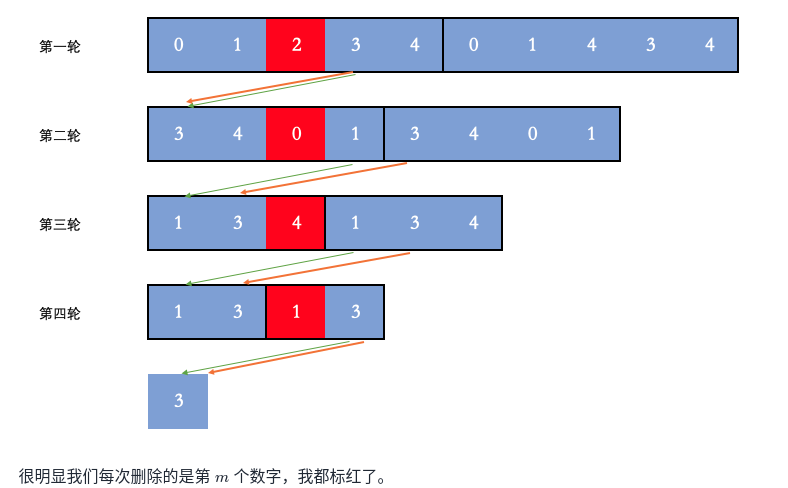 第一轮 0 1 2 3 4 0 1 4 3 4
第二轮 3 4 0 1 3 4 0 1
第三轮 1 3 4 1 3 4
第四轮 1 3 1 3
3
很明显我们每次删除的是第 m 个数字，我都标红了。